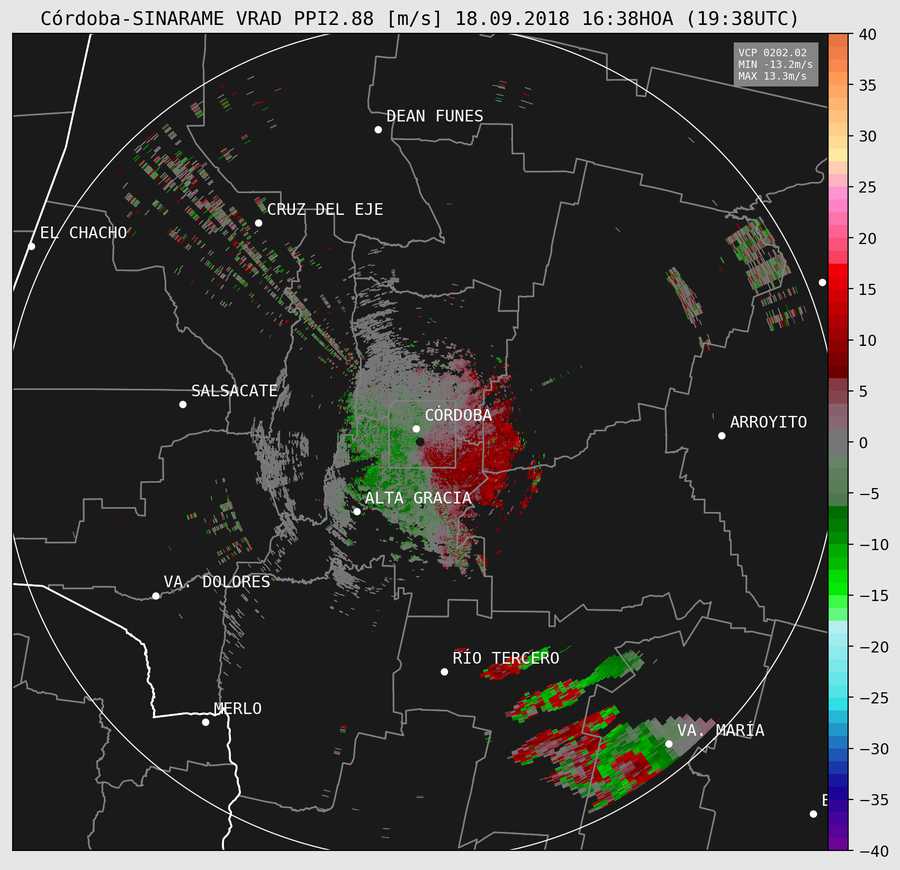 Córdoba-SINARAME VRAD PPI2.88 [m/s] 18.09.2018 16:38HOA (19:38UTC)
VCP 0202.02
MIN -13.2m/s
MAX 13.3m/s
40
35
30
25
20
15
10
5
0
−5
−10
−15
−20
−25
−30
−35
−40
DEAN FUNES
CRUZ DEL EJE
EL CHACHO
SALSACATE
CÓRDOBA
ARROYITO
ALTA GRACIA
VA. DOLORES
RÍO TERCERO
MERLO
VA. MARÍA